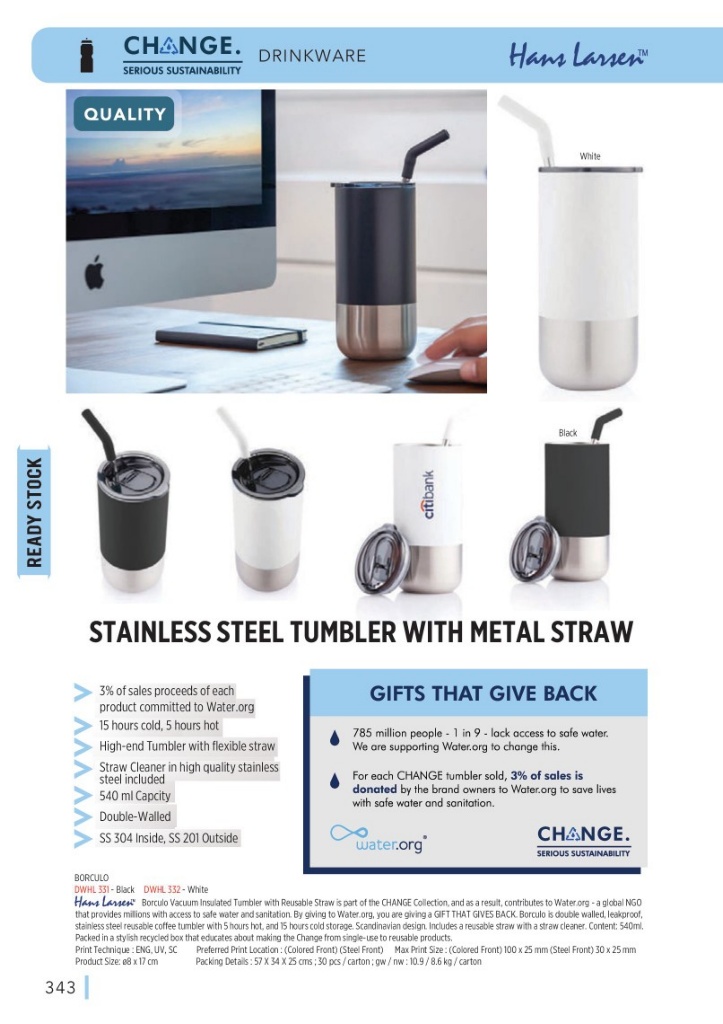 CHANGE.
SERIOUS SUSTAINABILITY
DRINKWARE
Hans Larsen™
QUALITY
White
Black
citibank
READY STOCK
STAINLESS STEEL TUMBLER WITH METAL STRAW
3% of sales proceeds of each
product committed to Water.org
15 hours cold, 5 hours hot
High-end Tumbler with flexible straw
Straw Cleaner in high quality stainless
steel included
540 ml Capcity
Double-Walled
SS 304 Inside, SS 201 Outside
GIFTS THAT GIVE BACK
785 million people - 1 in 9 - lack access to safe water.
We are supporting Water.org to change this.
For each CHANGE tumbler sold, 3% of sales is
donated by the brand owners to Water.org to save lives
with safe water and sanitation.
water.org®
CHANGE.
SERIOUS SUSTAINABILITY
BORCULO
DWHL 331 - Black DWHL 332 - White
Hans Larsen™ Borculo Vacuum Insulated Tumbler with Reusable Straw is part of the CHANGE Collection, and as a result, contributes to Water.org - a global NGO
that provides millions with access to safe water and sanitation. By giving to Water.org, you are giving a GIFT THAT GIVES BACK. Borculo is double walled, leakproof,
stainless steel reusable coffee tumbler with 5 hours hot, and 15 hours cold storage. Scandinavian design. Includes a reusable straw with a straw cleaner. Content: 540ml.
Packed in a stylish recycled box that educates about making the Change from single-use to reusable products.
Print Technique : ENG, UV, SC Preferred Print Location : (Colored Front) (Steel Front) Max Print Size : (Colored Front) 100 x 25 mm (Steel Front) 30 x 25 mm
Product Size: ø8 x 17 cm Packing Details : 57 X 34 X 25 cms ; 30 pcs / carton ; gw / nw : 10.9 / 8.6 kg / carton
343